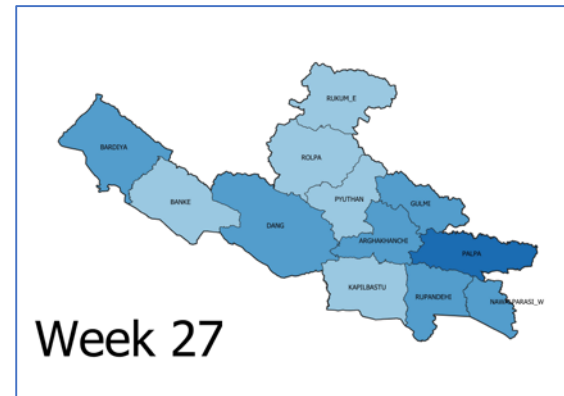 RUKUM_E
BARDIYA
ROLPA
BANKE
PYUTHAN
GULMI
DANG
ARGHAKHANCHI
PALPA
KAPILBASTU
RUPANDEHI
NAWALPARASI_W
Week 27